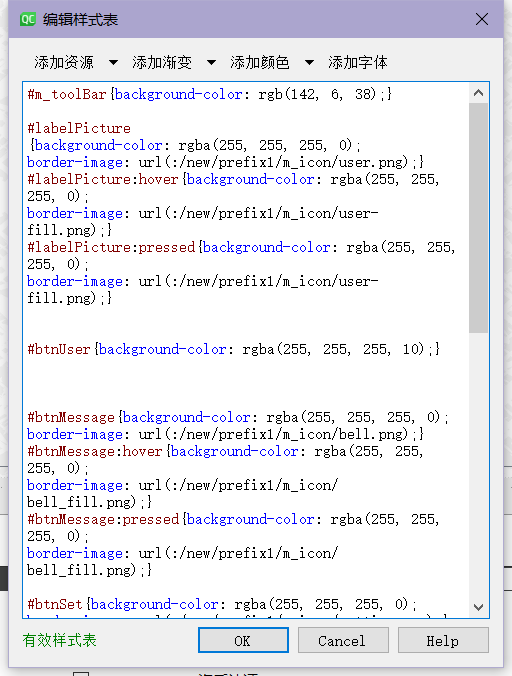 QC 编辑样式表
添加资源 添加渐变 添加颜色 添加字体
#m_toolBar{background-color: rgb(142, 6, 38);}
#labelPicture
{background-color: rgba(255, 255, 255, 0);
border-image: url(:/new/prefix1/m_icon/user.png);}
#labelPicture:hover{background-color: rgba(255, 255,
255, 0);
border-image: url(:/new/prefix1/m_icon/user-
fill.png);}
#labelPicture:pressed{background-color: rgba(255, 255,
255, 0);
border-image: url(:/new/prefix1/m_icon/user-
fill.png);}
#btnUser{background-color: rgba(255, 255, 255, 10);}
#btnMessage{background-color: rgba(255, 255, 255, 0);
border-image: url(:/new/prefix1/m_icon/bell.png);}
#btnMessage:hover{background-color: rgba(255, 255,
255, 0);
border-image: url(:/new/prefix1/m_icon/
bell_fill.png);}
#btnMessage:pressed{background-color: rgba(255, 255,
255, 0);
border-image: url(:/new/prefix1/m_icon/
bell_fill.png);}
#btnSet{background-color: rgba(255, 255, 255, 0);
有效样式表 OK Cancel Help